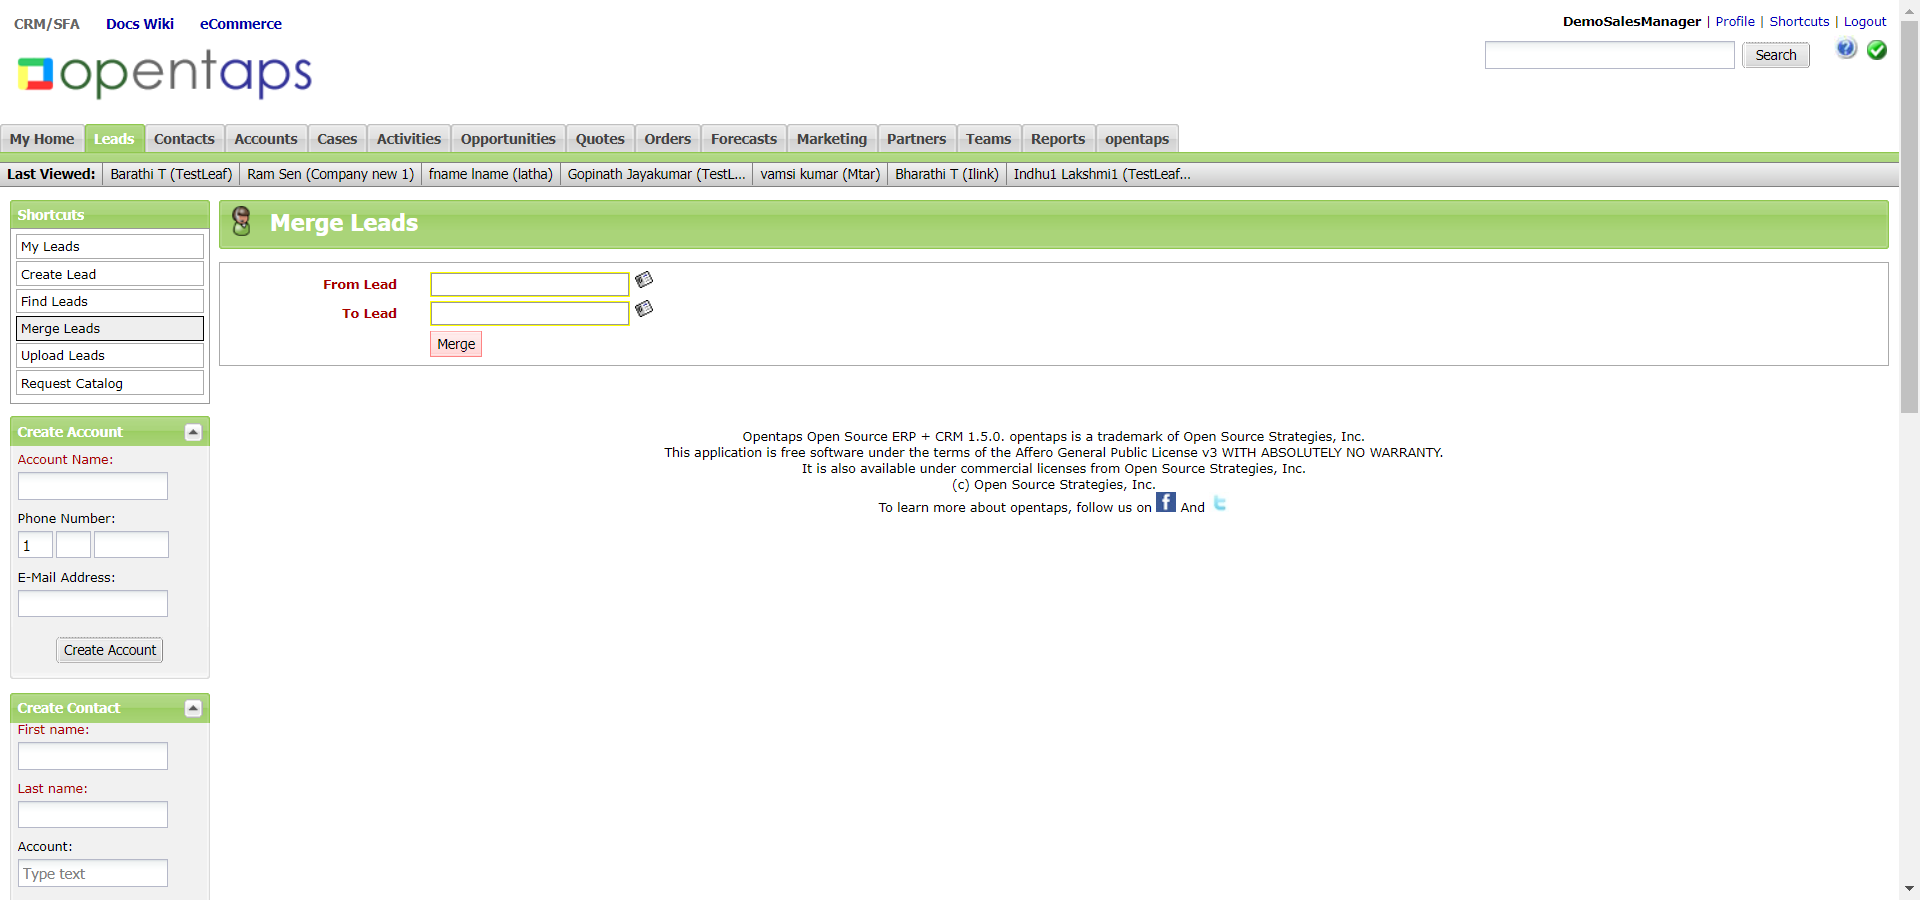 CRM/SFA Docs Wiki eCommerce
DemoSalesManager | Profile | Shortcuts | Logout
opentaps
Search
My Home Leads Contacts Accounts Cases Activities Opportunities Quotes Orders Forecasts Marketing Partners Teams Reports opentaps
Last Viewed: Barathi T (TestLeaf) Ram Sen (Company new 1) fname lname (latha) Gopinath Jayakumar (TestL... vamsi kumar (Mtar) Bharathi T (Ilink) Indhu1 Lakshmi1 (TestLeaf...
Shortcuts
My Leads
Create Lead
Find Leads
Merge Leads
Upload Leads
Request Catalog
Create Account
Account Name:
Phone Number:
1
E-Mail Address:
Create Account
Create Contact
First name:
Last name:
Account:
Type text
Merge Leads
From Lead
To Lead
Merge
Opentaps Open Source ERP + CRM 1.5.0. opentaps is a trademark of Open Source Strategies, Inc.
This application is free software under the terms of the Affero General Public License v3 WITH ABSOLUTELY NO WARRANTY.
It is also available under commercial licenses from Open Source Strategies, Inc.
(c) Open Source Strategies, Inc.
To learn more about opentaps, follow us on f And t